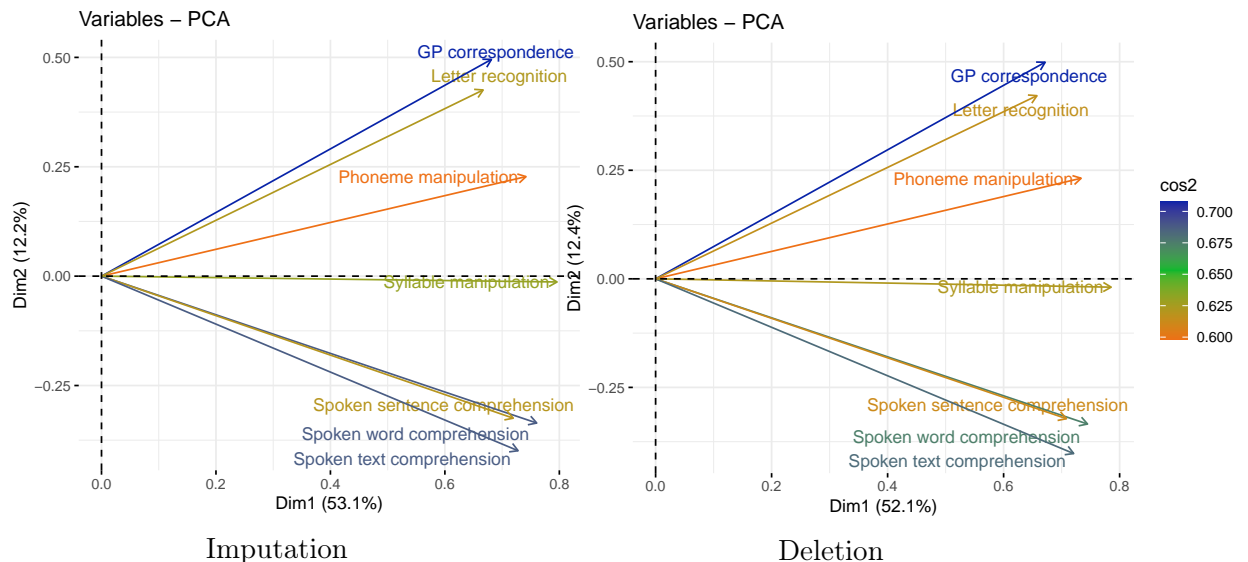 Variables − PCA
0.50
0.25
0.00
−0.25
Dim2 (12.2%)
GP correspondence
Letter recognition
Phoneme manipulation
Syllable manipulation
Spoken sentence comprehension
Spoken word comprehension
Spoken text comprehension
0.0 0.2 0.4 0.6 0.8
Dim1 (53.1%)
Imputation
Variables − PCA
0.50
0.25
0.00
−0.25
Dim2 (12.4%)
GP correspondence
Letter recognition
Phoneme manipulation
Syllable manipulation
Spoken sentence comprehension
Spoken word comprehension
Spoken text comprehension
0.0 0.2 0.4 0.6 0.8
Dim1 (52.1%)
Deletion
cos2
0.700
0.675
0.650
0.625
0.600